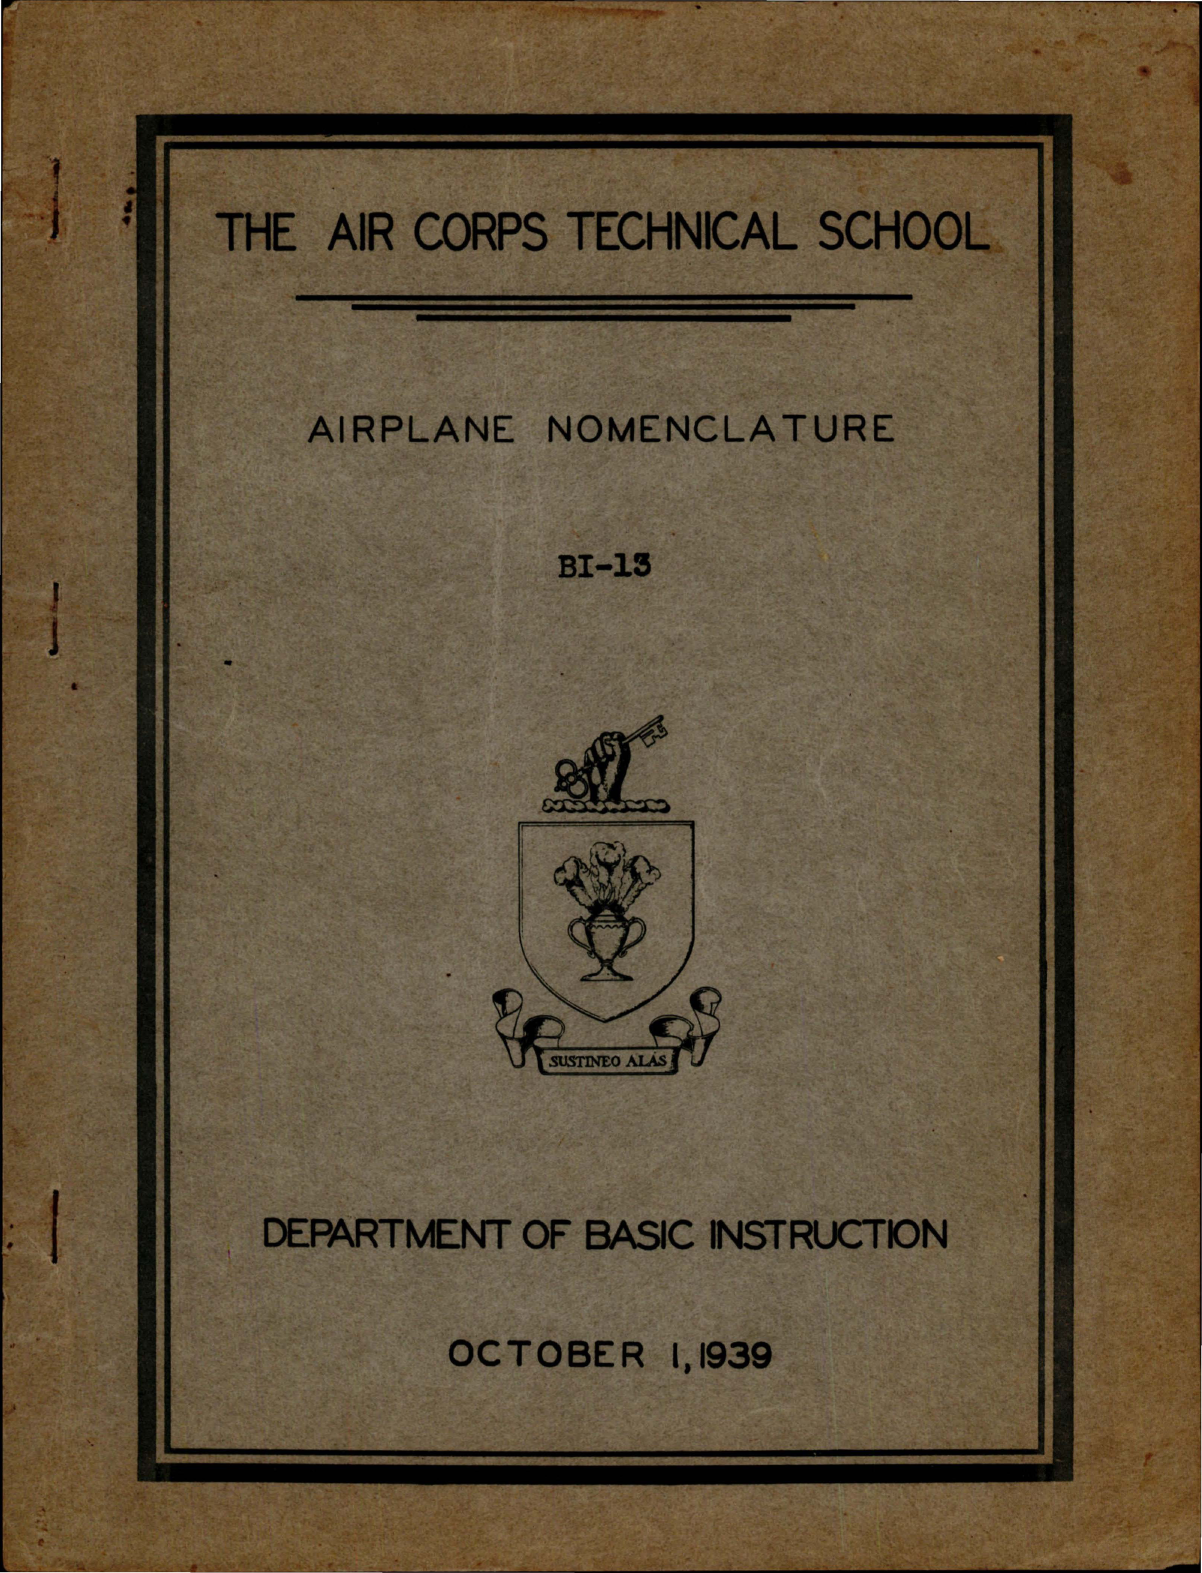 THE AIR CORPS TECHNICAL SCHOOL
AIRPLANE NOMENCLATURE
BI-13
SUSTINEO ALAS
DEPARTMENT OF BASIC INSTRUCTION
OCTOBER 1, 1939